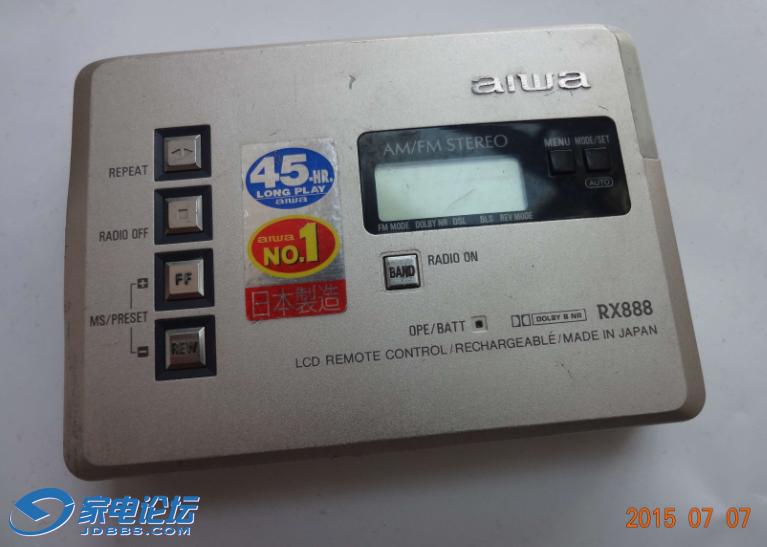 aiwa
AM/FM STEREO
MENU MODE/SET
AUTO
FM MODE DOLBY NR DSL BLS REV MODE
REPEAT
RADIO OFF
FF
MS/PRESET
REW
45-HR.
LONG PLAY
aiwa
aiwa
NO.1
日本製造
BAND
RADIO ON
OPE/BATT
DOLBY B NR
RX888
LCD REMOTE CONTROL/RECHARGEABLE/MADE IN JAPAN
家电论坛
JDBBS.COM
2015 07 07